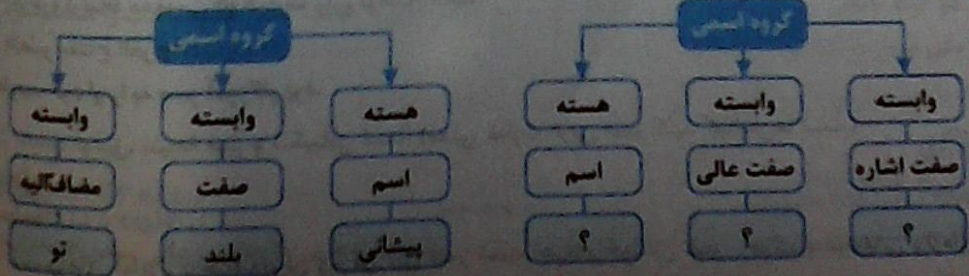 گروه اسمی
وابسته وابسته هسته
صفت اشاره صفت عالی اسم
؟ ؟ ؟
گروه اسمی
هسته وابسته وابسته
اسم صفت مضاف‌الیه
پیشانی بلند تو